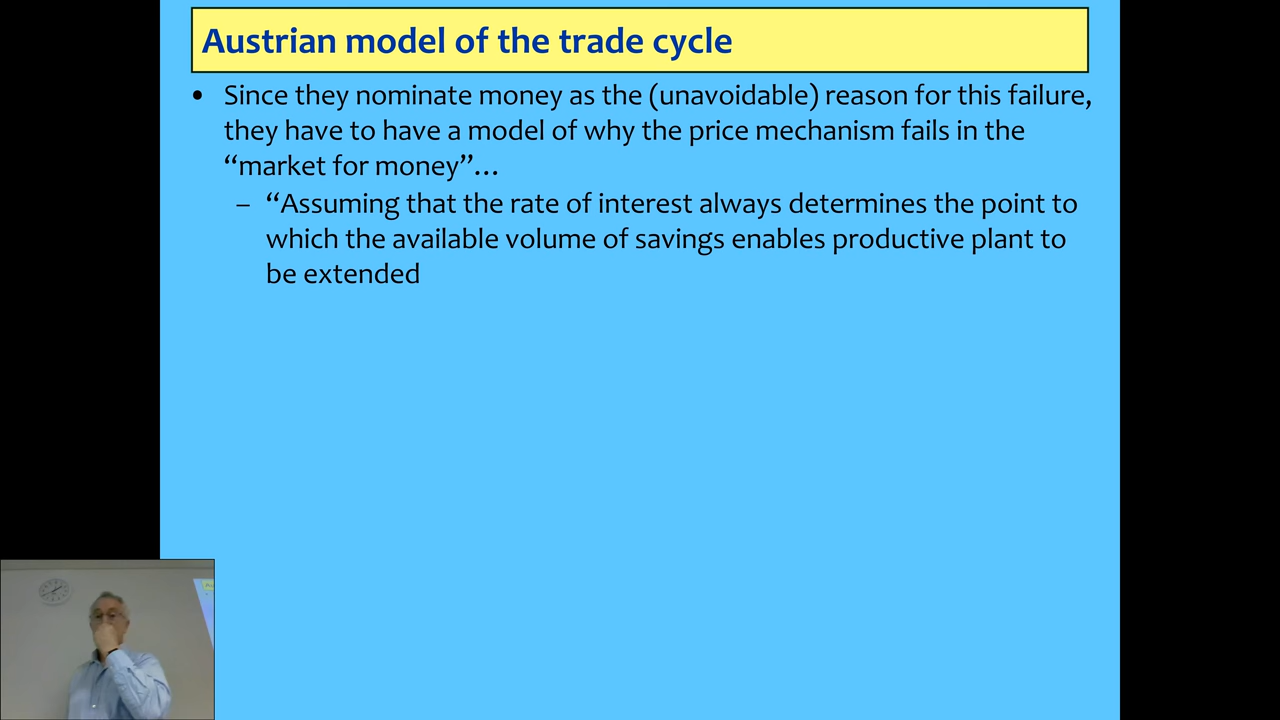 Austrian model of the trade cycle
• Since they nominate money as the (unavoidable) reason for this failure,
they have to have a model of why the price mechanism fails in the
“market for money”…
– “Assuming that the rate of interest always determines the point to
which the available volume of savings enables productive plant to
be extended